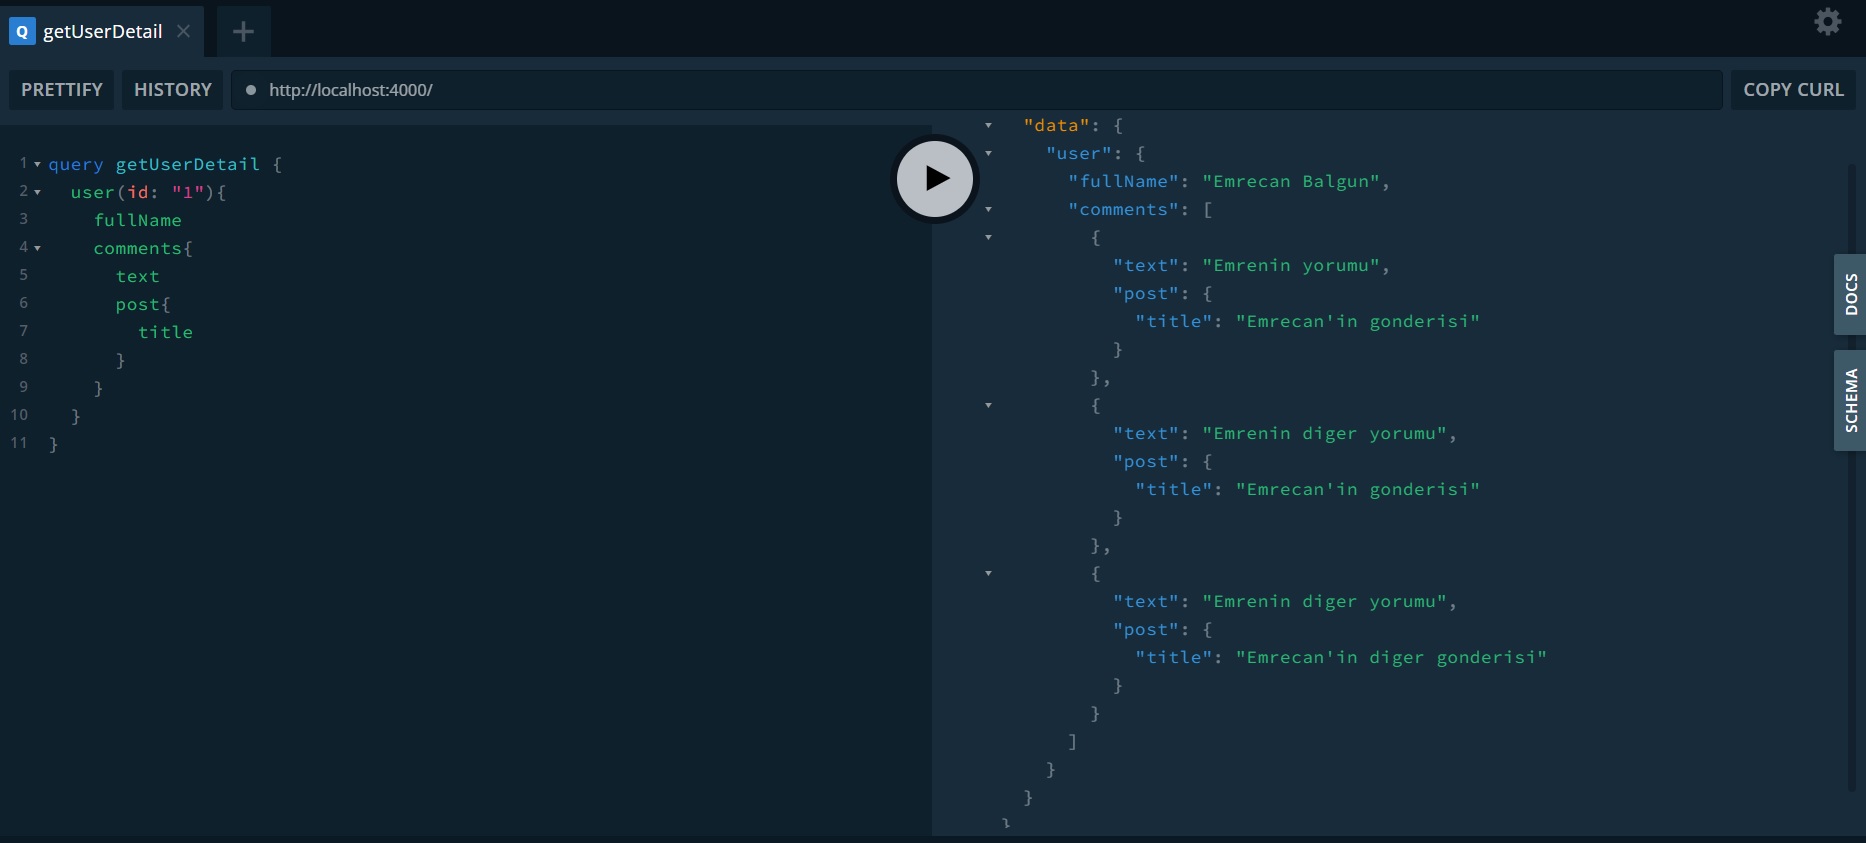 Q getUserDetail
PRETTIFY HISTORY http://localhost:4000/ COPY CURL
1 query getUserDetail {
2 user(id: "1"){
3 fullName
4 comments{
5 text
6 post{
7 title
8 }
9 }
10 }
11 }
"data": {
"user": {
"fullName": "Emrecan Balgun",
"comments": [
{
"text": "Emrenin yorumu",
"post": {
"title": "Emrecan'in gonderisi"
}
},
{
"text": "Emrenin diger yorumu",
"post": {
"title": "Emrecan'in gonderisi"
}
},
{
"text": "Emrenin diger yorumu",
"post": {
"title": "Emrecan'in diger gonderisi"
}
}
]
}
}
}
DOCS
SCHEMA